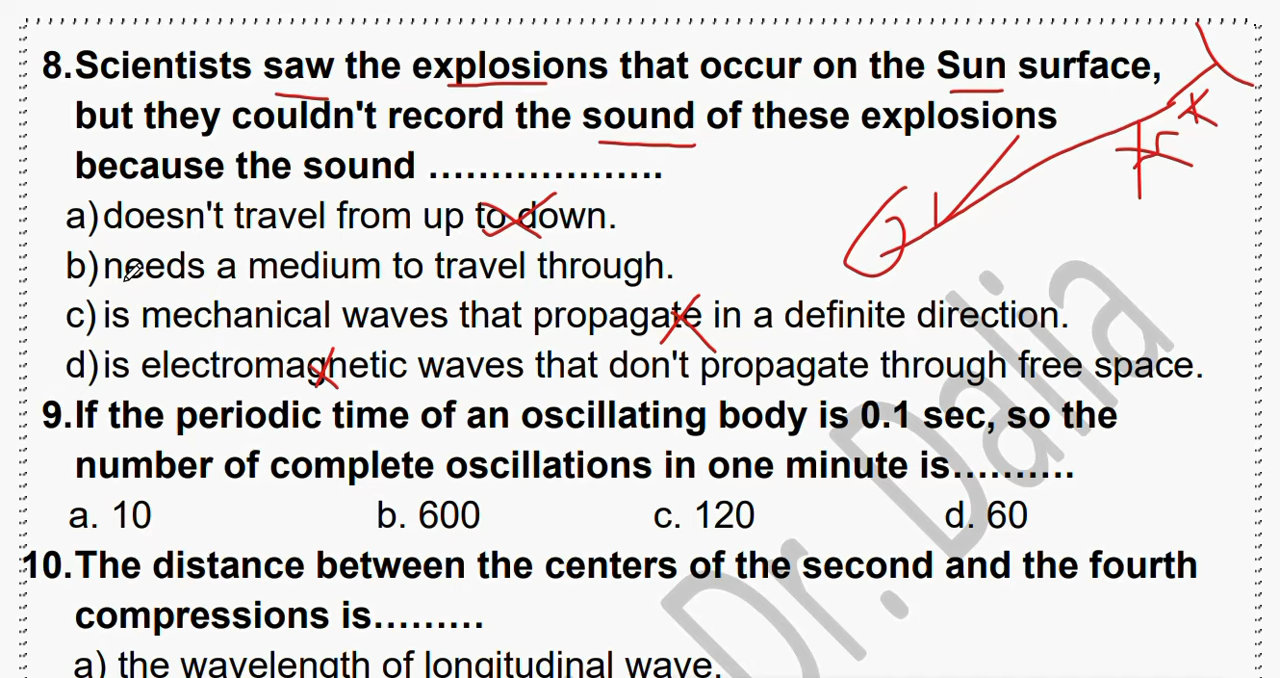 8.Scientists saw the explosions that occur on the Sun surface,
but they couldn't record the sound of these explosions
because the sound ...................
a)doesn't travel from up to down.
b)needs a medium to travel through.
c)is mechanical waves that propagate in a definite direction.
d)is electromagnetic waves that don't propagate through free space.
9.If the periodic time of an oscillating body is 0.1 sec, so the
number of complete oscillations in one minute is..........
a. 10 b. 600 c. 120 d. 60
10.The distance between the centers of the second and the fourth
compressions is.........
a) the wavelength of longitudinal wave.
Dr. Dalia